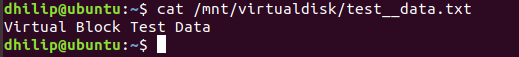 dhilip@ubuntu:~$ cat /mnt/virtualdisk/test__data.txt
Virtual Block Test Data
dhilip@ubuntu:~$